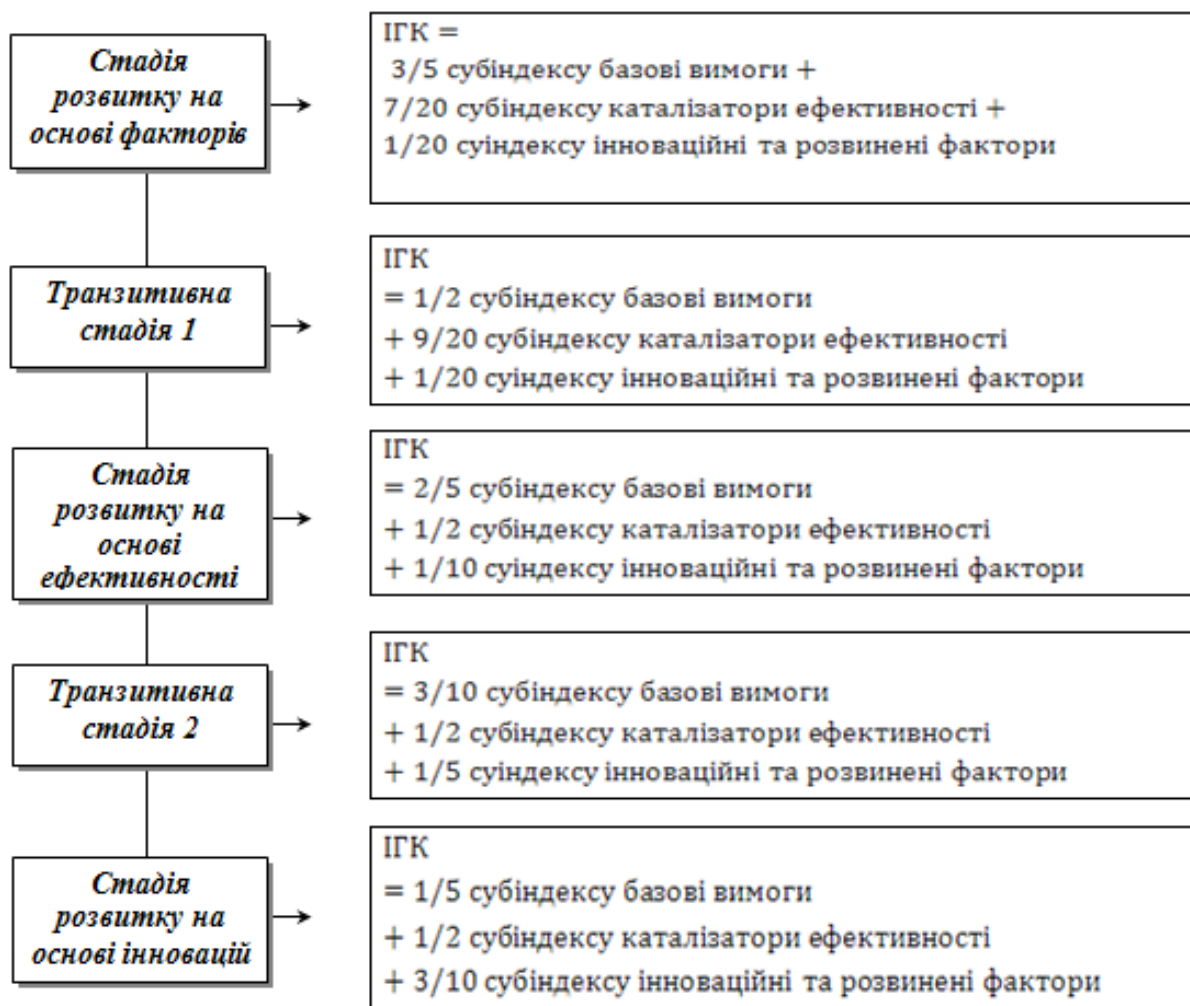 Стадія
розвитку на
основі факторів
ІГК =
3/5 субіндексу базові вимоги +
7/20 субіндексу каталізатори ефективності +
1/20 суіндексу інноваційні та розвинені фактори
Транзитивна
стадія 1
ІГК
= 1/2 субіндексу базові вимоги
+ 9/20 субіндексу каталізатори ефективності
+ 1/20 суіндексу інноваційні та розвинені фактори
Стадія
розвитку на
основі
ефективності
ІГК
= 2/5 субіндексу базові вимоги
+ 1/2 субіндексу каталізатори ефективності
+ 1/10 суіндексу інноваційні та розвинені фактори
Транзитивна
стадія 2
ІГК
= 3/10 субіндексу базові вимоги
+ 1/2 субіндексу каталізатори ефективності
+ 1/5 суіндексу інноваційні та розвинені фактори
Стадія
розвитку на
основі інновацій
ІГК
= 1/5 субіндексу базові вимоги
+ 1/2 субіндексу каталізатори ефективності
+ 3/10 субіндексу інноваційні та розвинені фактори